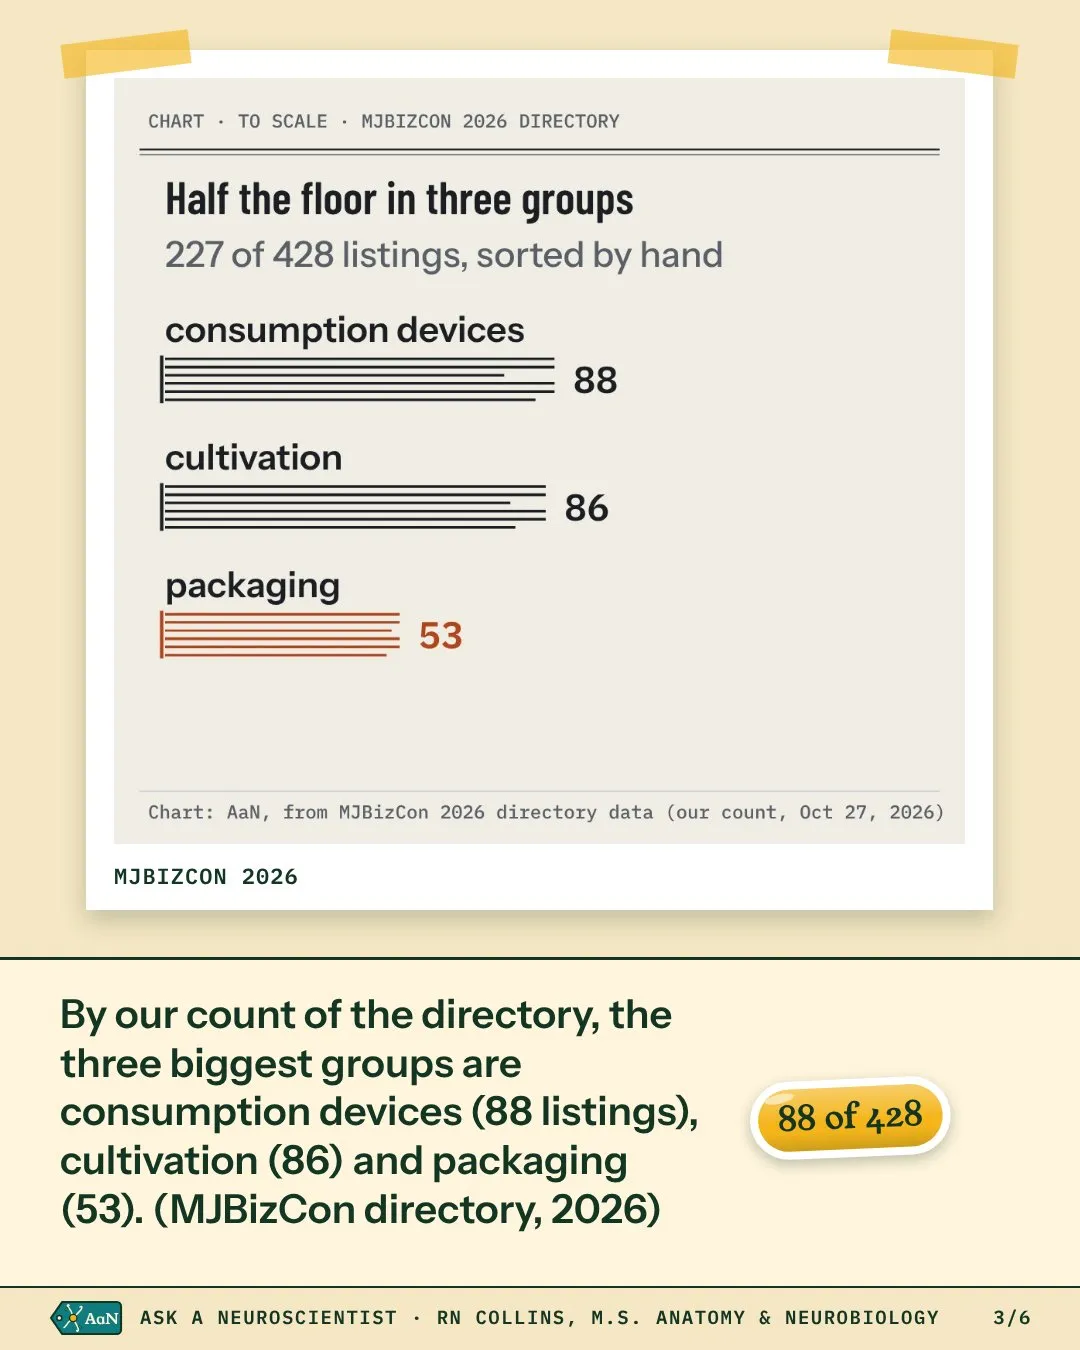 CHART · TO SCALE · MJBIZCON 2026 DIRECTORY
Half the floor in three groups
227 of 428 listings, sorted by hand
consumption devices
88
cultivation
86
packaging
53
Chart: AaN, from MJBizCon 2026 directory data (our count, Oct 27, 2026)
MJBIZCON 2026
By our count of the directory, the
three biggest groups are
consumption devices (88 listings),
cultivation (86) and packaging
(53). (MJBizCon directory, 2026)
88 of 428
AaN
ASK A NEUROSCIENTIST · RN COLLINS, M.S. ANATOMY & NEUROBIOLOGY
3/6